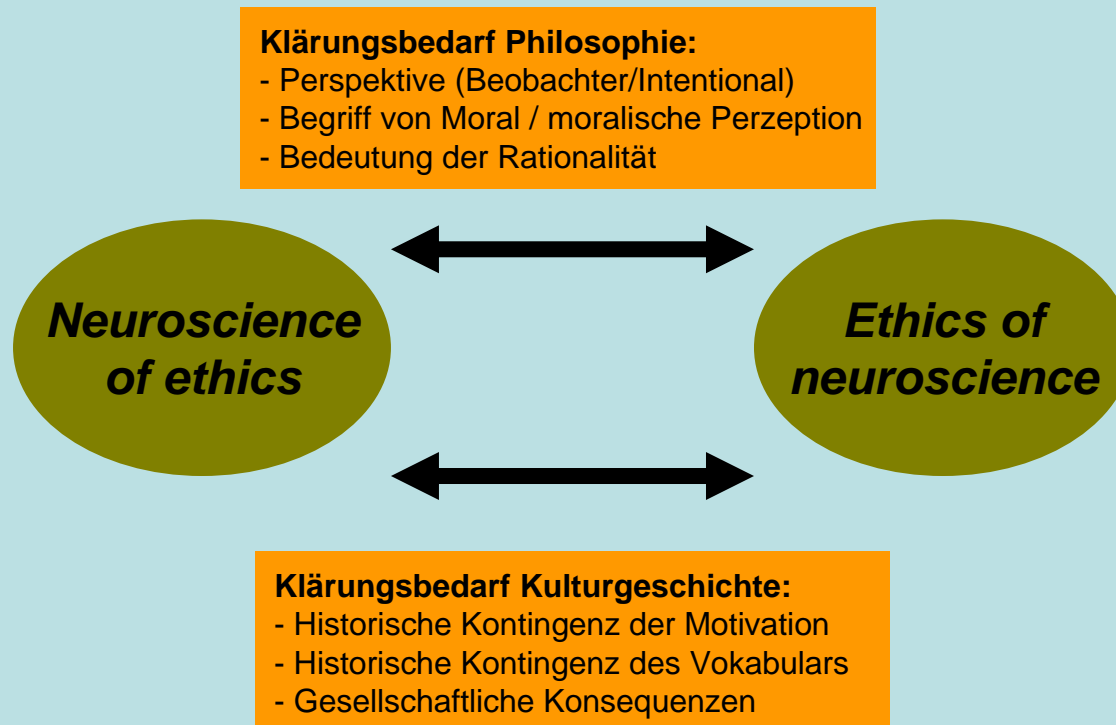 Klärungsbedarf Philosophie:
- Perspektive (Beobachter/Intentional)
- Begriff von Moral / moralische Perzeption
- Bedeutung der Rationalität
Neuroscience
of ethics
Ethics of
neuroscience
Klärungsbedarf Kulturgeschichte:
- Historische Kontingenz der Motivation
- Historische Kontingenz des Vokabulars
- Gesellschaftliche Konsequenzen